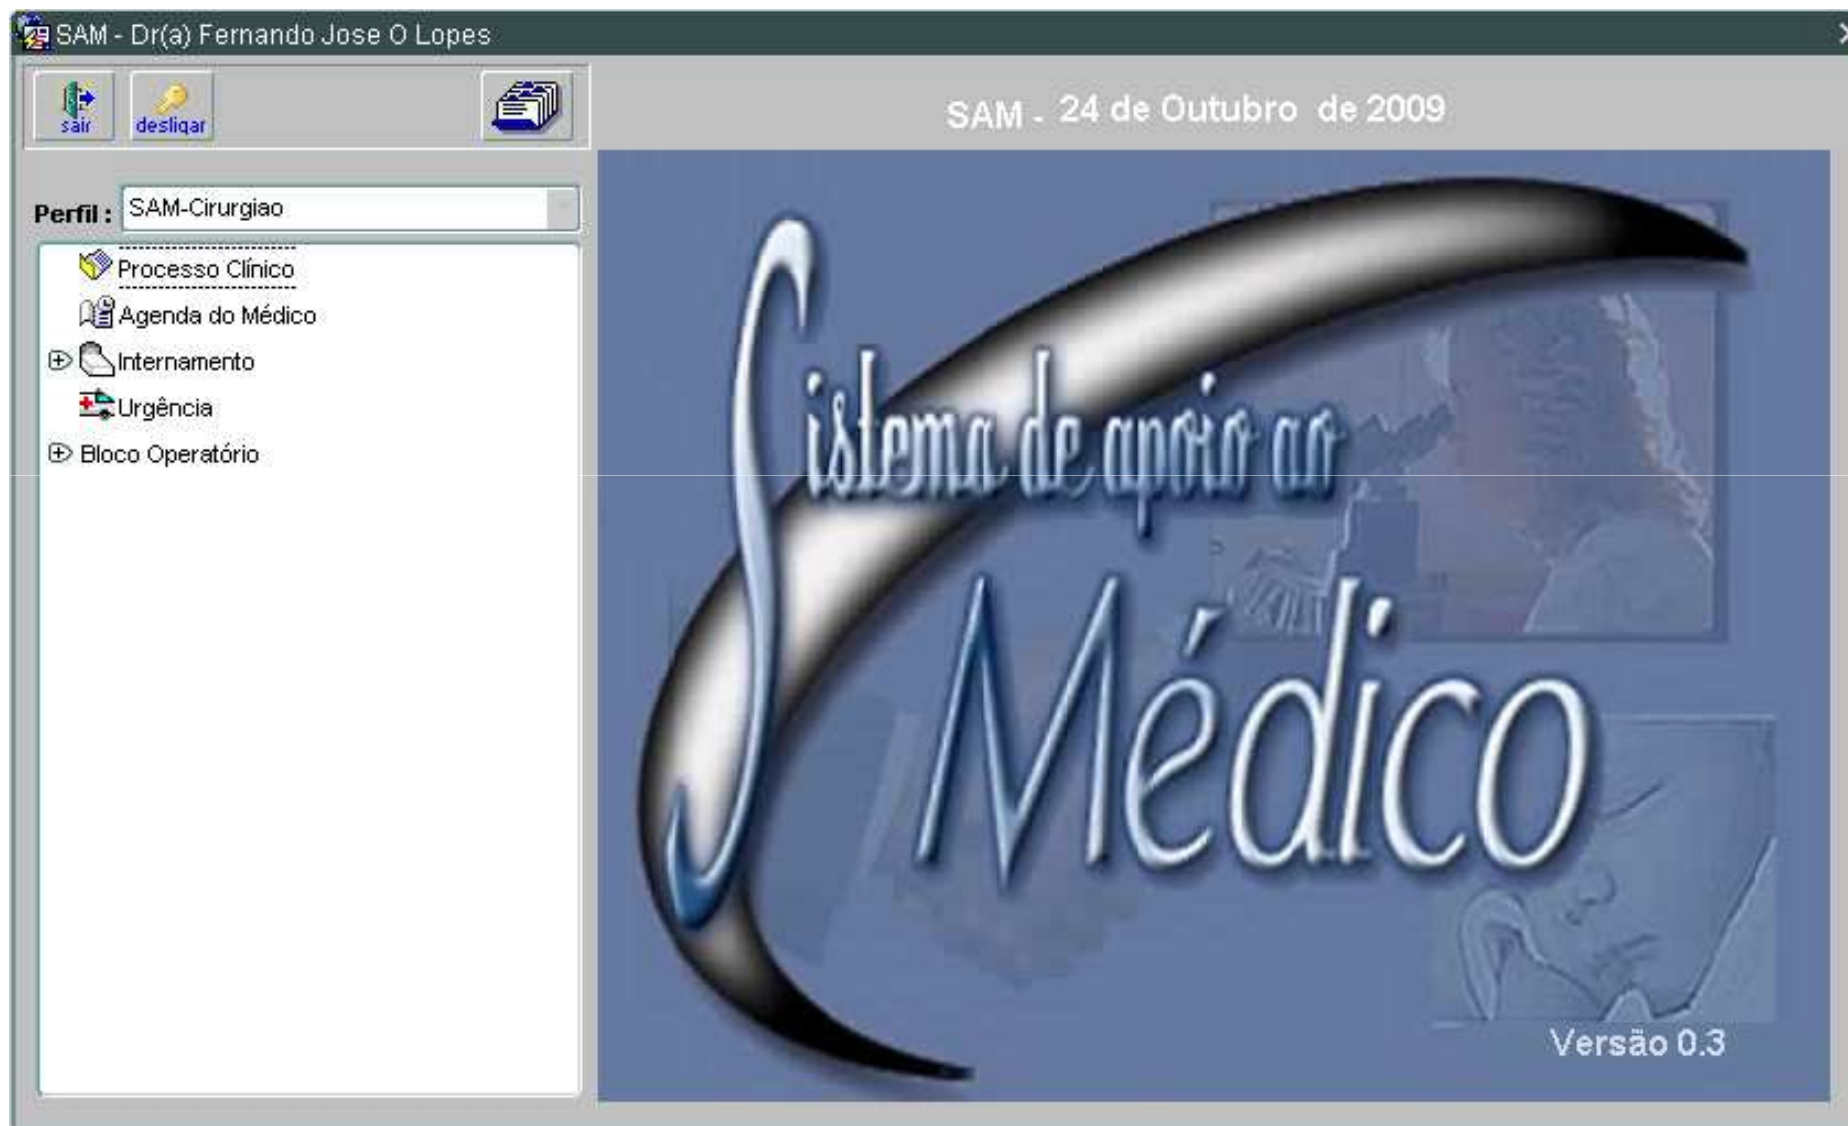 SAM - Dr(a) Fernando Jose O Lopes
sair
desligar
SAM - 24 de Outubro de 2009
Perfil :
SAM-Cirurgiao
Processo Clínico
Agenda do Médico
Internamento
Urgência
Bloco Operatório
Sistema de apoio ao
Médico
Versão 0.3